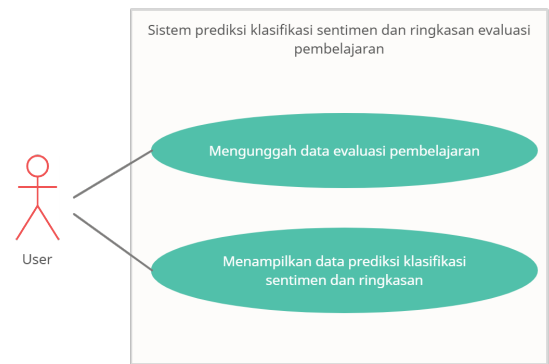 Sistem prediksi klasifikasi sentimen dan ringkasan evaluasi
pembelajaran
Mengunggah data evaluasi pembelajaran
User
Menampilkan data prediksi klasifikasi
sentimen dan ringkasan